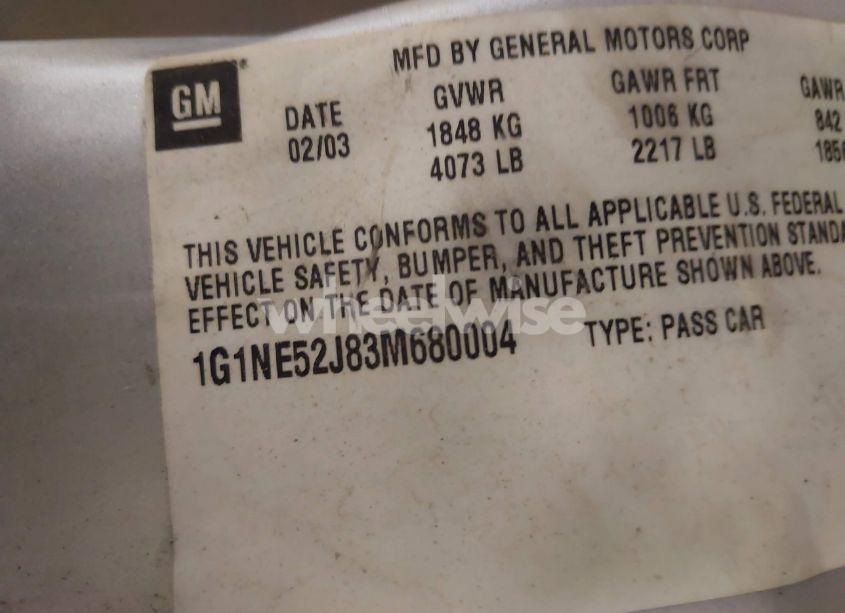 MFD BY GENERAL MOTORS CORP
GM
DATE GVWR GAWR FRT GAWR
02/03 1848 KG 1006 KG 842
4073 LB 2217 LB 185
THIS VEHICLE CONFORMS TO ALL APPLICABLE U.S. FEDERAL
VEHICLE SAFETY, BUMPER, AND THEFT PREVENTION STANDA
EFFECT ON THE DATE OF MANUFACTURE SHOWN ABOVE.
wheelwise
1G1NE52J83M680004 TYPE: PASS CAR